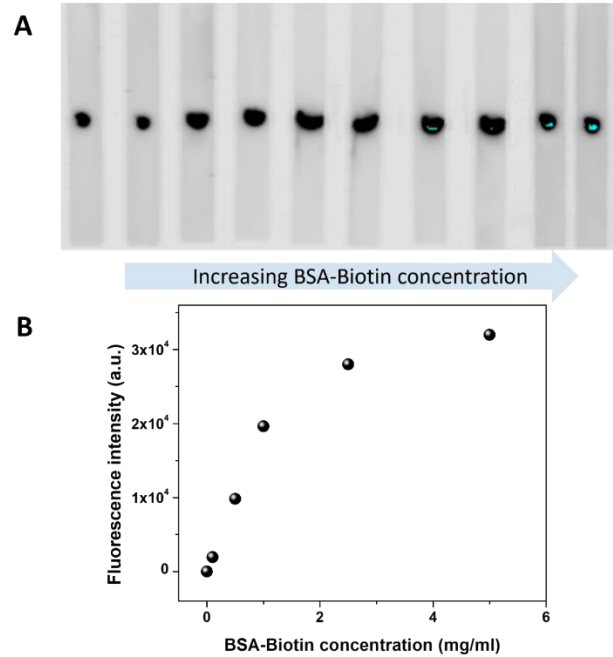 A
Increasing BSA-Biotin concentration
B
Fluorescence intensity (a.u.)
3x10⁴
2x10⁴
1x10⁴
0
0 2 4 6
BSA-Biotin concentration (mg/ml)